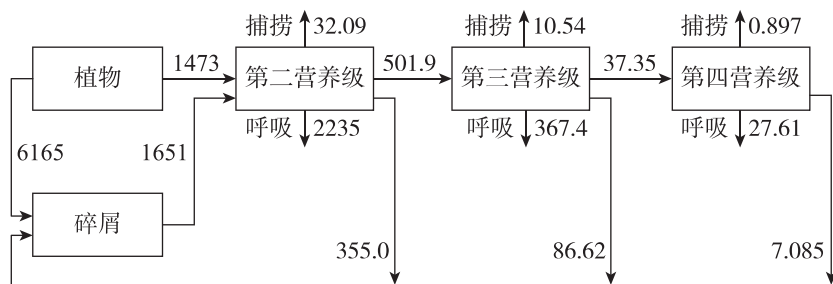 捕捞 32.09 捕捞 10.54 捕捞 0.897
植物 1473 第二营养级 501.9 第三营养级 37.35 第四营养级
呼吸 2235 呼吸 367.4 呼吸 27.61
6165 1651
碎屑
355.0 86.62 7.085